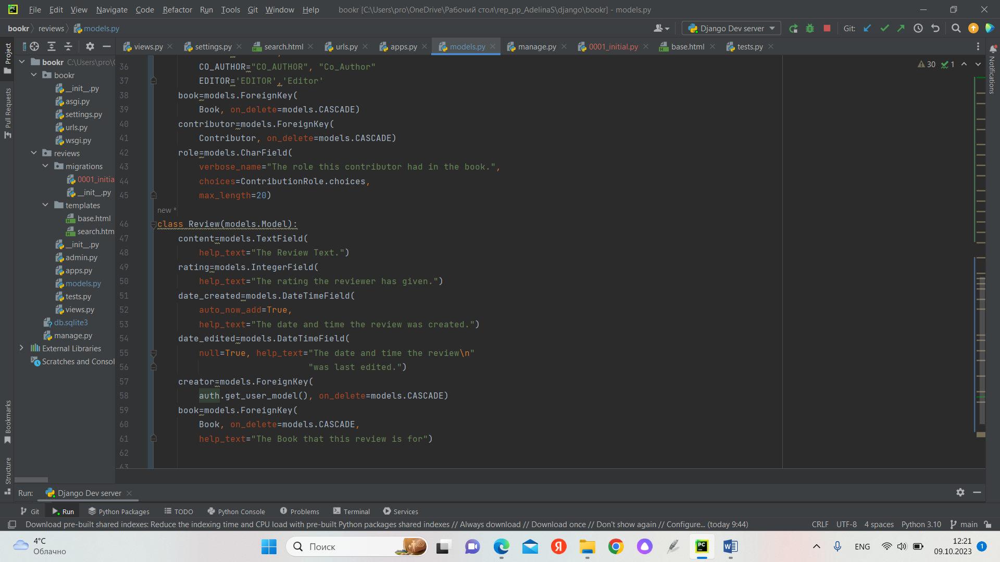 PC File Edit View Navigate Code Refactor Run Tools Git Window Help bookr [C:\Users\pro\OneDrive\Рабочий стол\rep_pp_AdelinaS\django\bookr] - models.py
bookr reviews models.py Django Dev server Git:
views.py settings.py search.html urls.py apps.py models.py manage.py 0001_initial.py base.html tests.py
Project
Pull Requests
Bookmarks
Structure
Notifications
bookr C:\Users\pro\
bookr
__init__.py
asgi.py
settings.py
urls.py
wsgi.py
reviews
migrations
0001_initia
__init__.py
templates
base.html
search.htm
__init__.py
admin.py
apps.py
models.py
tests.py
views.py
db.sqlite3
manage.py
External Libraries
Scratches and Consol
30 1
36 CO_AUTHOR="CO_AUTHOR", "Co_Author"
37 EDITOR='EDITOR','Editor'
38 book=models.ForeignKey(
39 Book, on_delete=models.CASCADE)
40 contributor=models.ForeignKey(
41 Contributor, on_delete=models.CASCADE)
42 role=models.CharField(
43 verbose_name="The role this contributor had in the book.",
44 choices=ContributionRole.choices,
45 max_length=20)
new *
46 class Review(models.Model):
47 content=models.TextField(
48 help_text="The Review Text.")
49 rating=models.IntegerField(
50 help_text="The rating the reviewer has given.")
51 date_created=models.DateTimeField(
52 auto_now_add=True,
53 help_text="The date and time the review was created.")
54 date_edited=models.DateTimeField(
55 null=True, help_text="The date and time the review\n"
56 "was last edited.")
57 creator=models.ForeignKey(
58 auth.get_user_model(), on_delete=models.CASCADE)
59 book=models.ForeignKey(
60 Book, on_delete=models.CASCADE,
61 help_text="The Book that this review is for")
62
63
Run: Django Dev server
Git Run Python Packages TODO Python Console Problems Terminal Services
Download pre-built shared indexes: Reduce the indexing time and CPU load with pre-built Python packages shared indexes // Always download // Download once // Don't show again // Configure... (today 9:44) CRLF UTF-8 4 spaces Python 3.10 main
4°C
Облачно
Поиск
Я
PC
ENG
12:21
09.10.2023
1